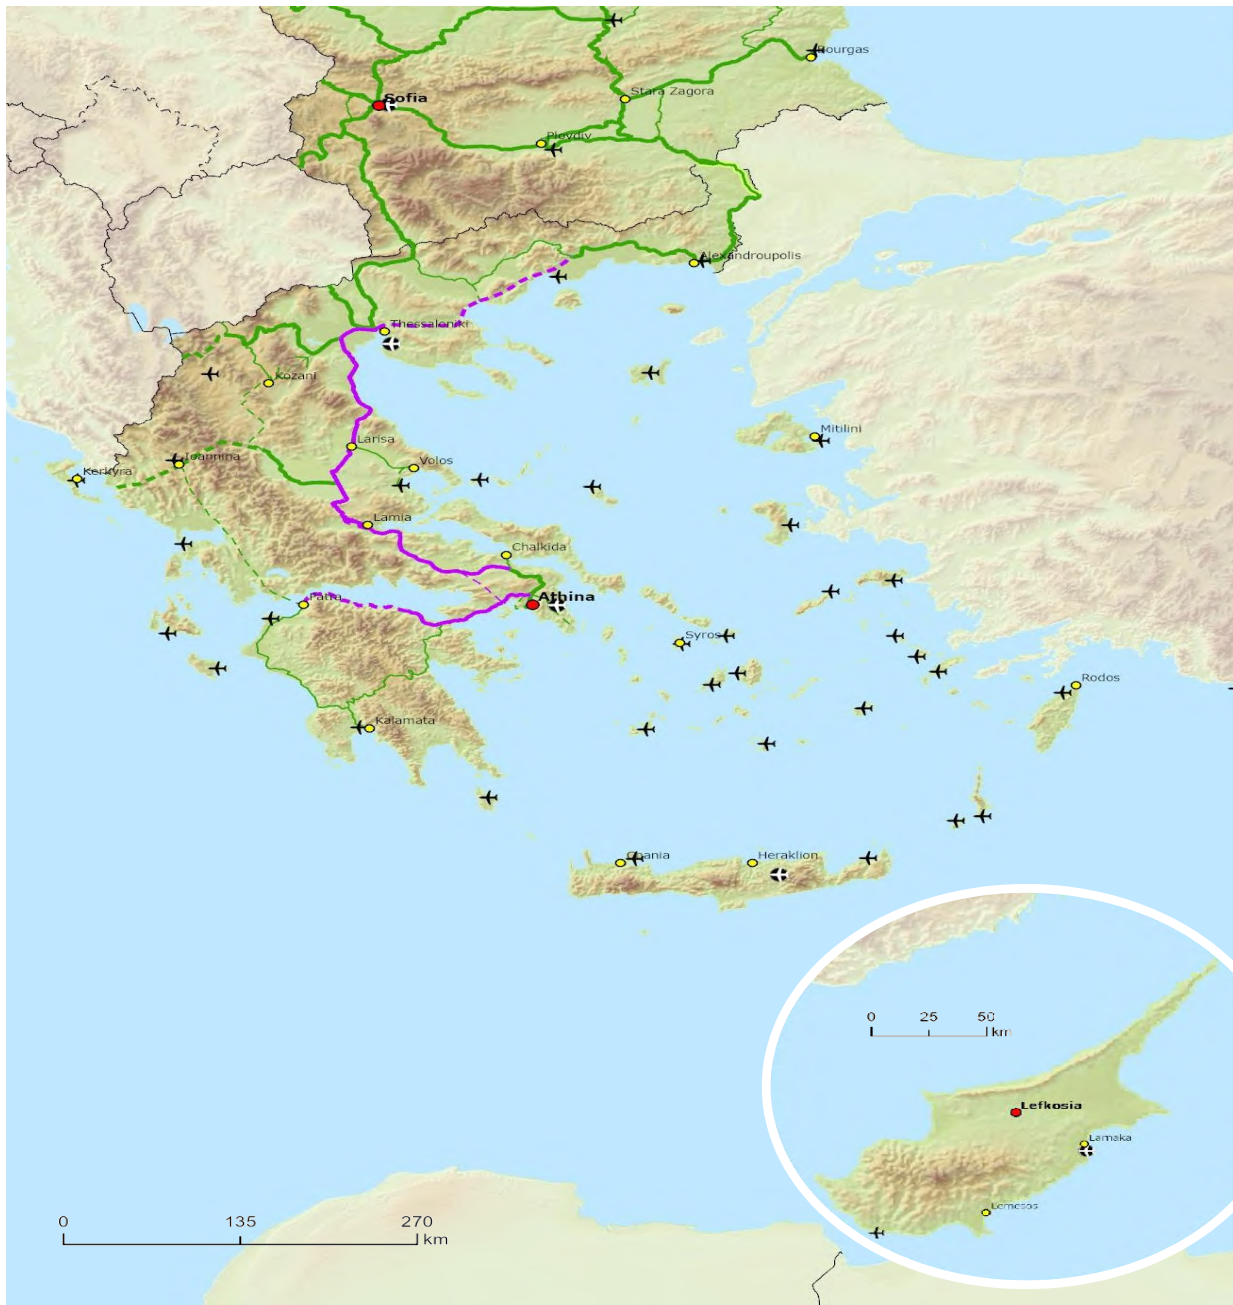 Bourgas
Stara Zagora
Sofia
Plovdiv
Alexandroupolis
Thessaloniki
Kozani
Mitilini
Larisa
Ioannina
Volos
Kerkyra
Lamia
Chalkida
Athina
Patra
Syros
Rodos
Kalamata
Chania
Heraklion
0 25 50
km
Lefkosia
Larnaka
Lemesos
0 135 270
km